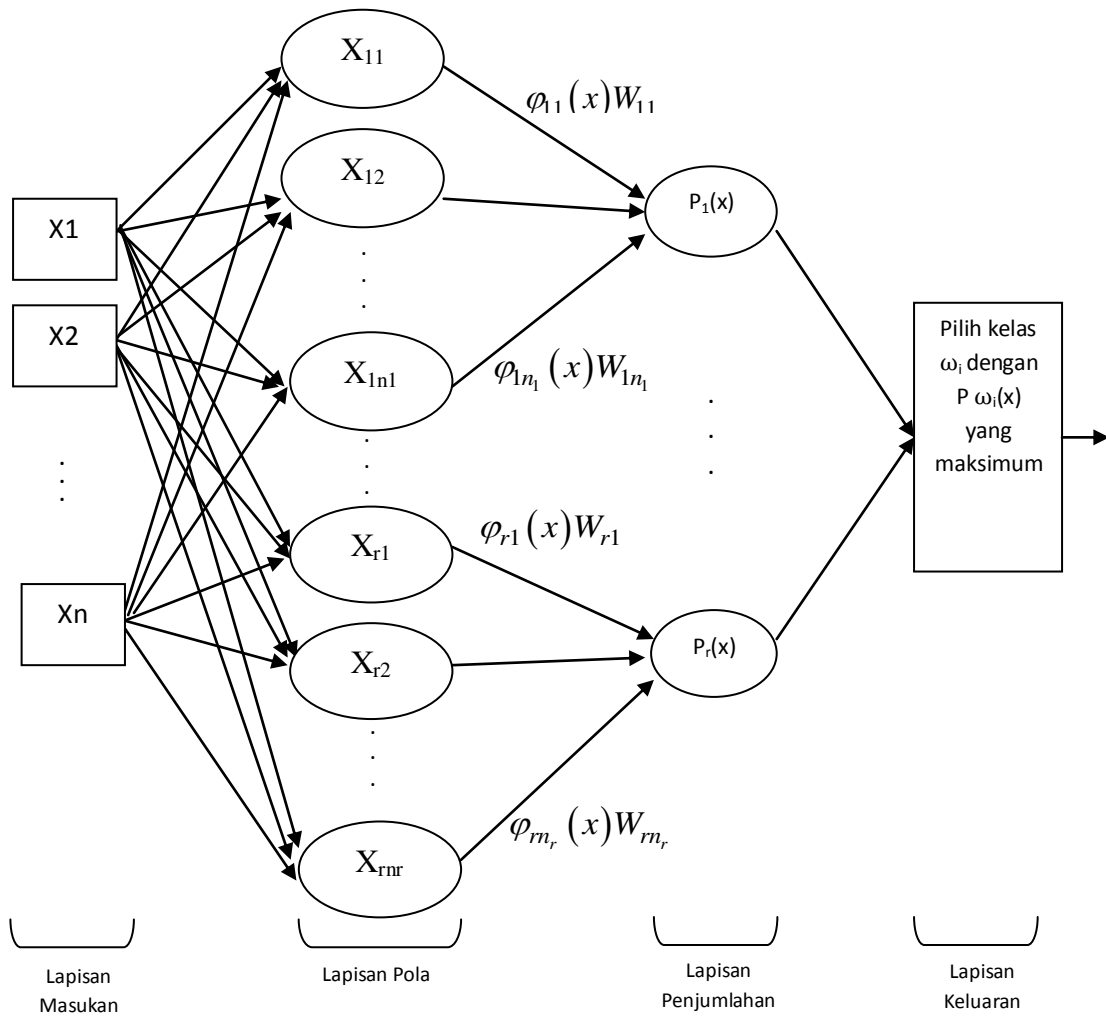 X1
X2
Xn
X₁₁
X₁₂
X₁ₙ₁
Xᵣ₁
Xᵣ₂
Xᵣₙᵣ
φ₁₁(x)W₁₁
φ₁ₙ₁(x)W₁ₙ₁
φᵣ₁(x)Wᵣ₁
φᵣₙᵣ(x)Wᵣₙᵣ
P₁(x)
Pᵣ(x)
Pilih kelas
ωᵢ dengan
P ωᵢ(x)
yang
maksimum
Lapisan
Masukan
Lapisan Pola
Lapisan
Penjumlahan
Lapisan
Keluaran